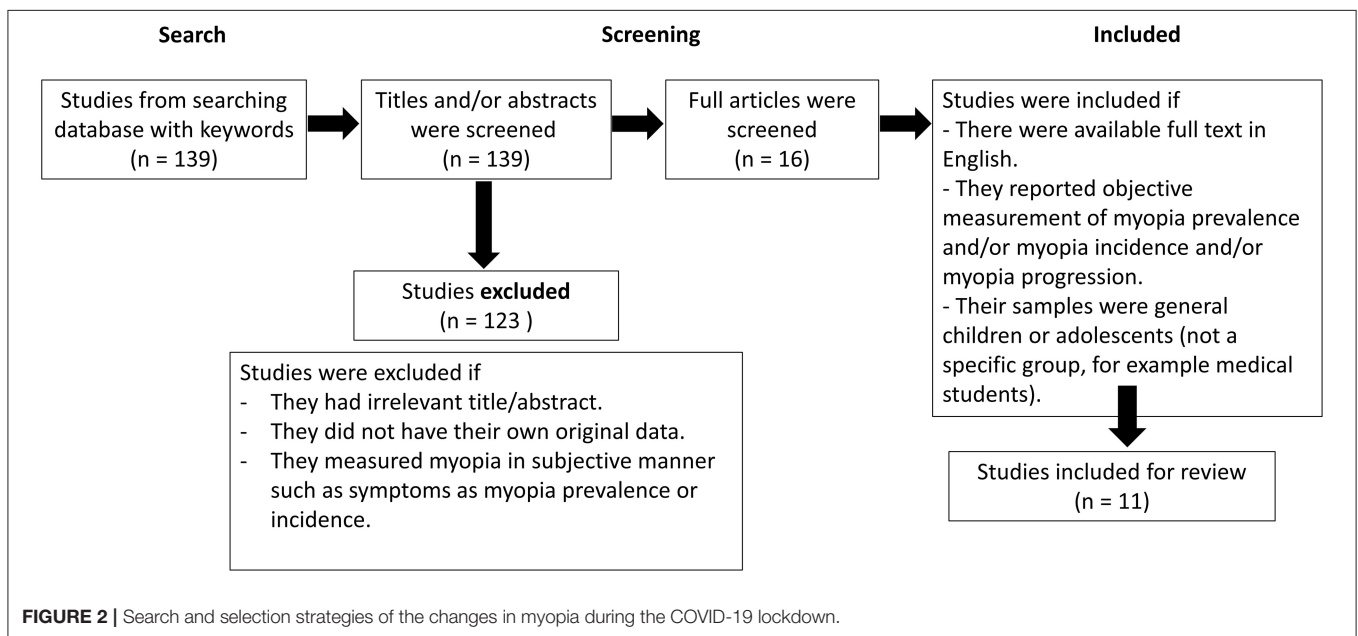 Search
Screening
Included
Studies from searching
database with keywords
(n = 139)
Titles and/or abstracts
were screened
(n = 139)
Full articles were
screened
(n = 16)
Studies were included if
- There were available full text in
English.
- They reported objective
measurement of myopia prevalence
and/or myopia incidence and/or
myopia progression.
- Their samples were general
children or adolescents (not a
specific group, for example medical
students).
Studies excluded
(n = 123 )
Studies were excluded if
- They had irrelevant title/abstract.
- They did not have their own original data.
- They measured myopia in subjective manner
such as symptoms as myopia prevalence or
incidence.
Studies included for review
(n = 11)
FIGURE 2 | Search and selection strategies of the changes in myopia during the COVID-19 lockdown.